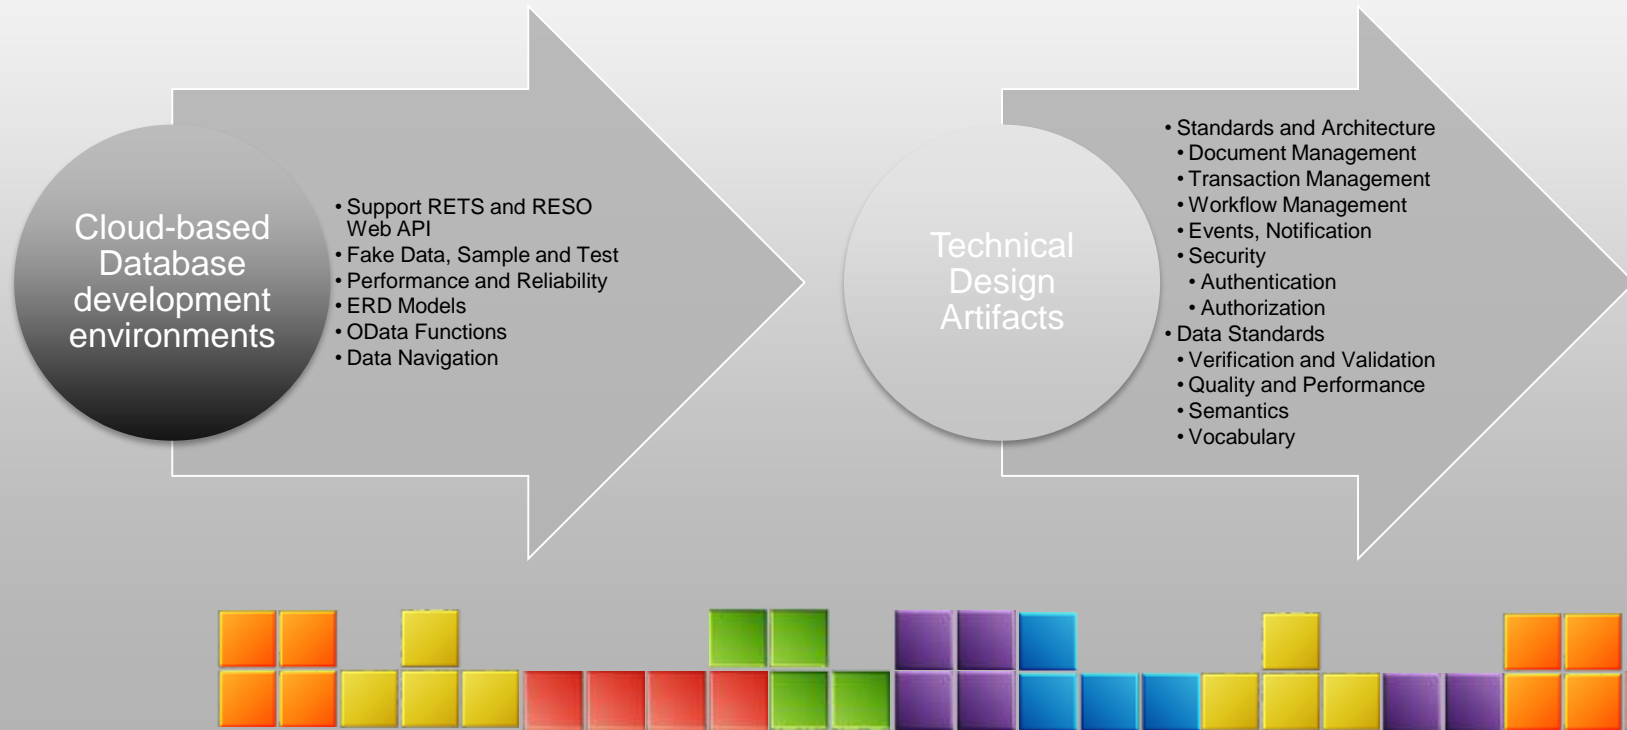 Cloud-based
Database
development
environments
• Support RETS and RESO
Web API
• Fake Data, Sample and Test
• Performance and Reliability
• ERD Models
• OData Functions
• Data Navigation
Technical
Design
Artifacts
• Standards and Architecture
• Document Management
• Transaction Management
• Workflow Management
• Events, Notification
• Security
• Authentication
• Authorization
• Data Standards
• Verification and Validation
• Quality and Performance
• Semantics
• Vocabulary